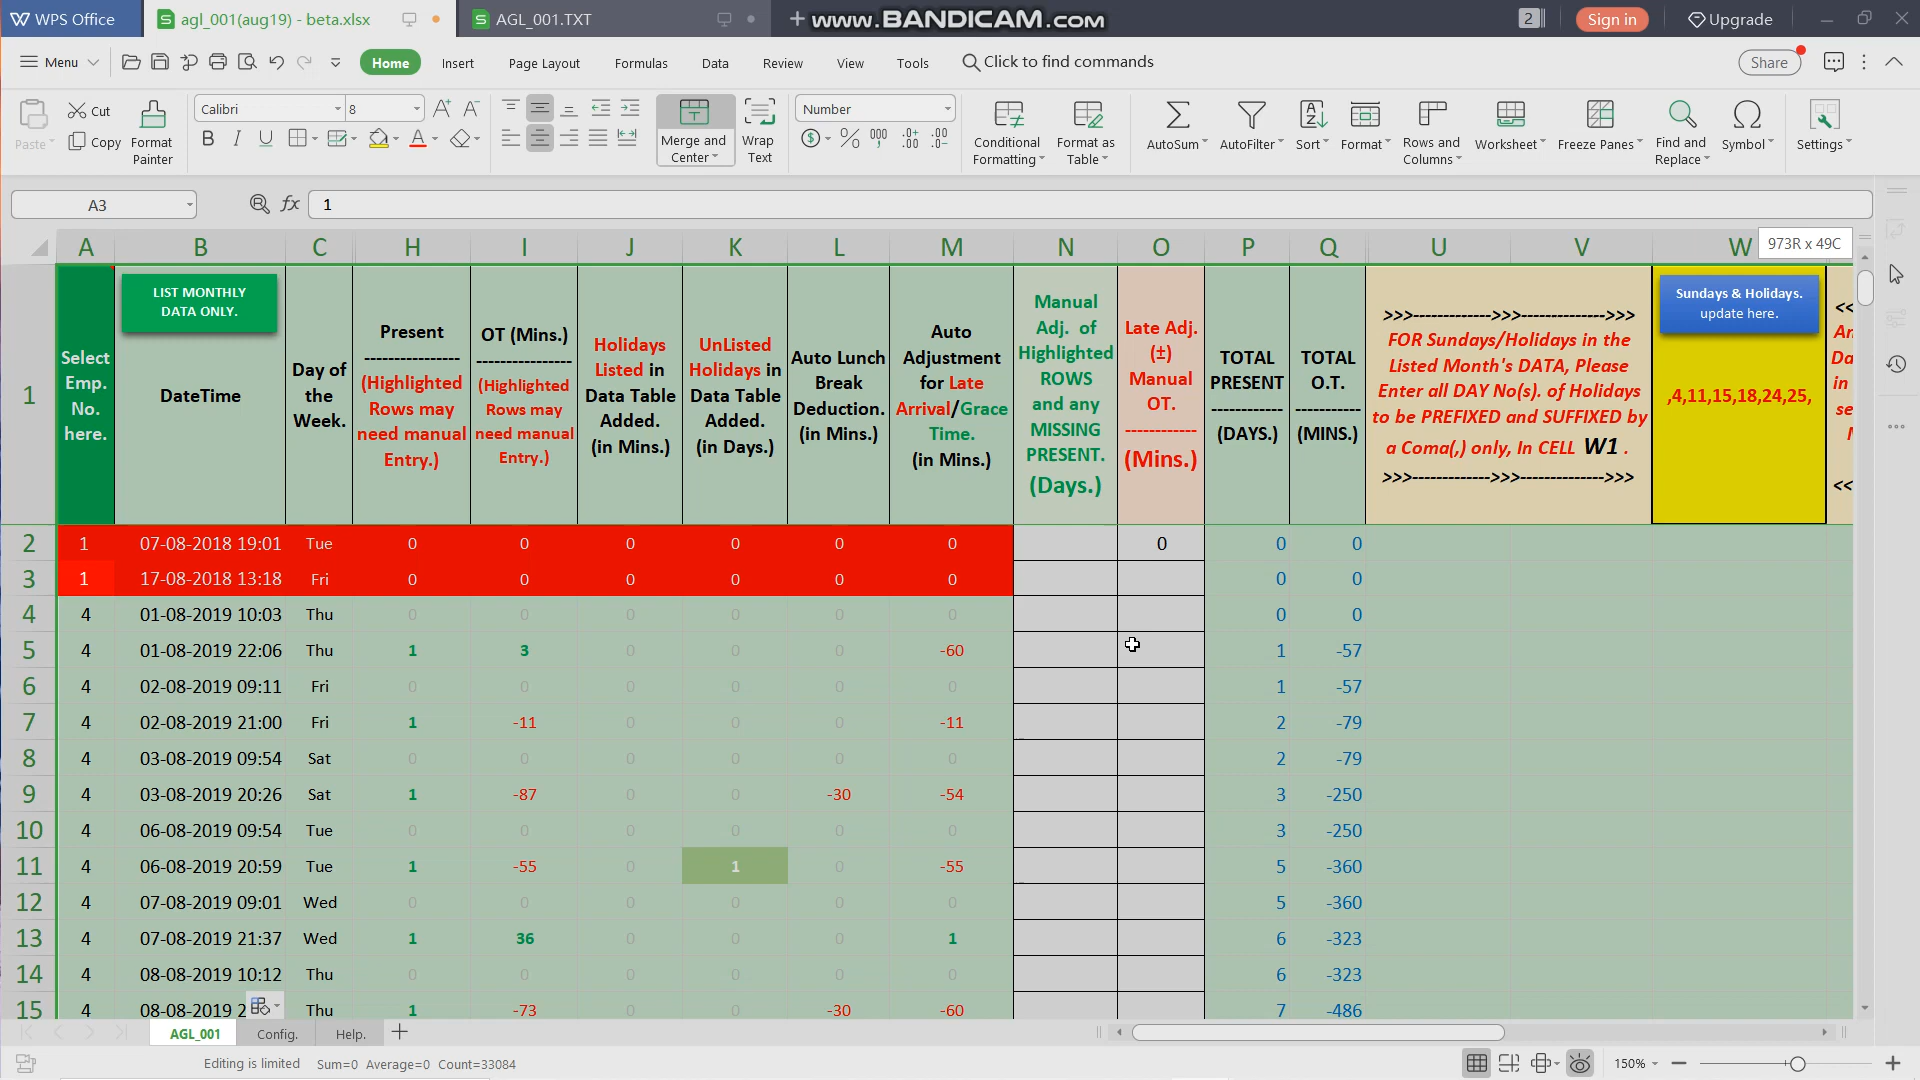 WPS Office
agl_001(aug19) - beta.xlsx
AGL_001.TXT
www.BANDICAM.com
2
Sign in
Upgrade
Menu
Home
Insert
Page Layout
Formulas
Data
Review
View
Tools
Click to find commands
Share
Paste
Cut
Copy
Format Painter
Calibri
8
Merge and Center
Wrap Text
Number
Conditional Formatting
Format as Table
AutoSum
AutoFilter
Sort
Format
Rows and Columns
Worksheet
Freeze Panes
Find and Replace
Symbol
Settings
A3
fx
1
A B C H I J K L M N O P Q U V W
973R x 49C
1
Select Emp. No. here.
LIST MONTHLY DATA ONLY.
DateTime
Day of the Week.
Present
----------------
(Highlighted Rows may need manual Entry.)
OT (Mins.)
----------------
(Highlighted Rows may need manual Entry.)
Holidays Listed in Data Table Added. (in Mins.)
UnListed Holidays in Data Table Added. (in Days.)
Auto Lunch Break Deduction. (in Mins.)
Auto Adjustment for Late Arrival/Grace Time. (in Mins.)
Manual Adj. of Highlighted ROWS and any MISSING PRESENT. (Days.)
Late Adj. (±) Manual OT.
------------
(Mins.)
TOTAL PRESENT
------------
(DAYS.)
TOTAL O.T.
------------
(MINS.)
>>>-------------->>>-------------->>>
FOR Sundays/Holidays in the
Listed Month's DATA, Please
Enter all DAY No(s). of Holidays
to be PREFIXED and SUFFIXED by
a Coma(,) only, In CELL W1 .
>>>-------------->>>-------------->>>
Sundays & Holidays. update here.
,4,11,15,18,24,25,
2 1 07-08-2018 19:01 Tue 0 0 0 0 0 0 0 0 0
3 1 17-08-2018 13:18 Fri 0 0 0 0 0 0 0 0
4 4 01-08-2019 10:03 Thu 0 0 0 0 0 0 0 0
5 4 01-08-2019 22:06 Thu 1 3 0 0 0 -60 1 -57
6 4 02-08-2019 09:11 Fri 0 0 0 0 0 0 1 -57
7 4 02-08-2019 21:00 Fri 1 -11 0 0 0 -11 2 -79
8 4 03-08-2019 09:54 Sat 0 0 0 0 0 0 2 -79
9 4 03-08-2019 20:26 Sat 1 -87 0 0 -30 -54 3 -250
10 4 06-08-2019 09:54 Tue 0 0 0 0 0 0 3 -250
11 4 06-08-2019 20:59 Tue 1 -55 0 1 0 -55 5 -360
12 4 07-08-2019 09:01 Wed 0 0 0 0 0 0 5 -360
13 4 07-08-2019 21:37 Wed 1 36 0 0 0 1 6 -323
14 4 08-08-2019 10:12 Thu 0 0 0 0 0 0 6 -323
15 4 08-08-2019 2 Thu 1 -73 0 0 -30 -60 7 -486
AGL_001
Config.
Help.
Editing is limited
Sum=0 Average=0 Count=33084
150%